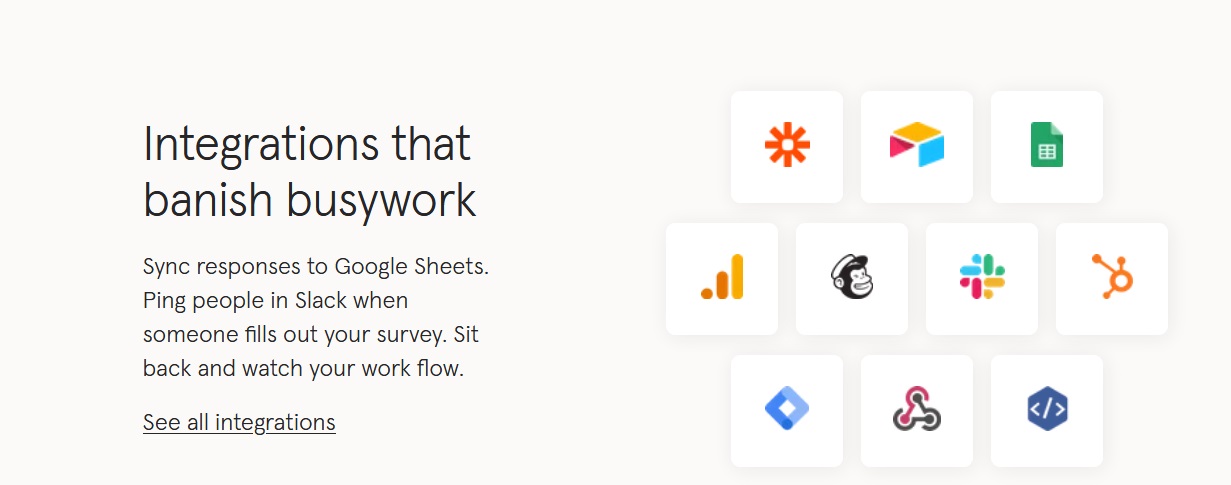 Integrations that
banish busywork
Sync responses to Google Sheets.
Ping people in Slack when
someone fills out your survey. Sit
back and watch your work flow.
See all integrations